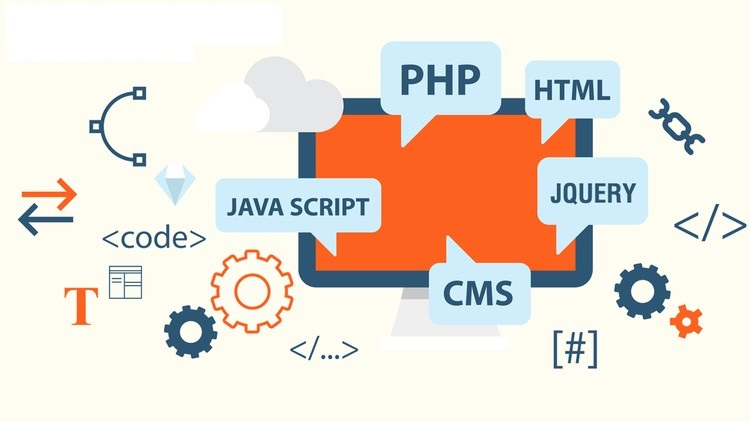 PHP
HTML
JAVA SCRIPT
JQUERY
<code>
</>
T
CMS
</...>
[#]